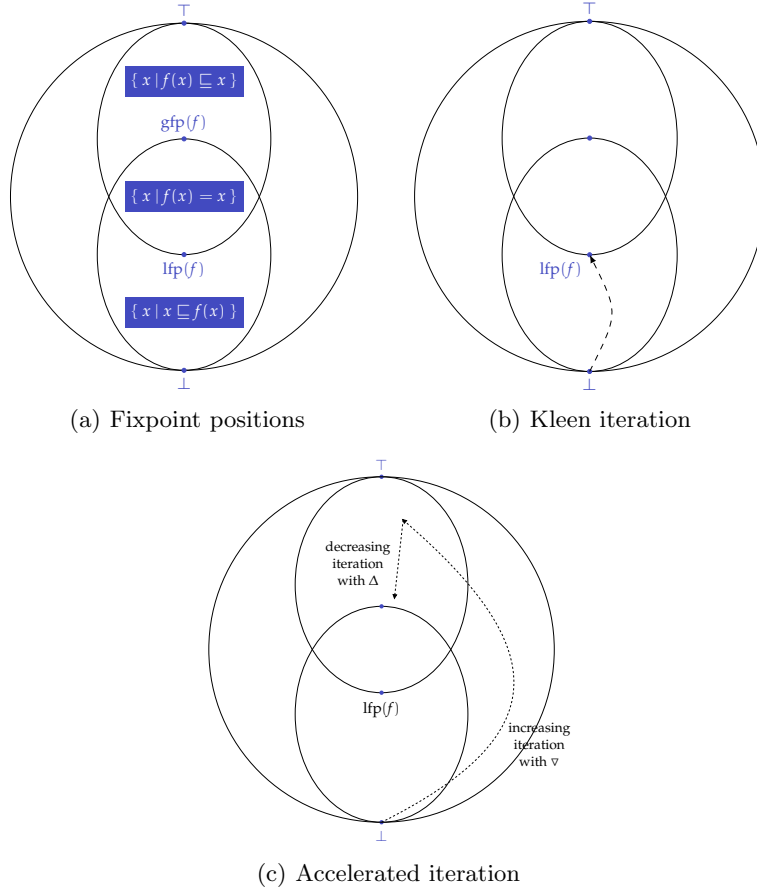 ⊤
{ x | f(x) ⊑ x }
gfp(f)
{ x | f(x) = x }
lfp(f)
{ x | x ⊑ f(x) }
⊥
(a) Fixpoint positions
⊤
lfp(f)
⊥
(b) Kleen iteration
⊤
decreasing
iteration
with Δ
lfp(f)
increasing
iteration
with ▿
⊥
(c) Accelerated iteration